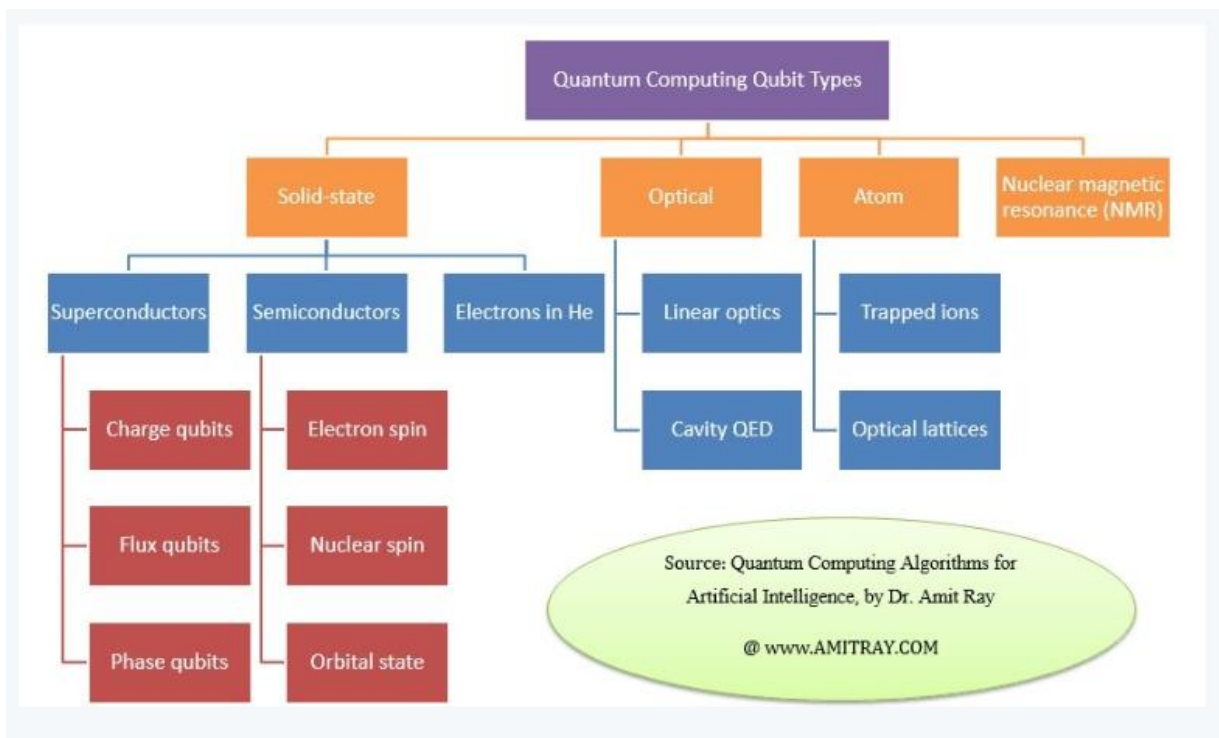 Quantum Computing Qubit Types
Solid-state
Optical
Atom
Nuclear magnetic
resonance (NMR)
Superconductors
Semiconductors
Electrons in He
Linear optics
Trapped ions
Charge qubits
Electron spin
Cavity QED
Optical lattices
Flux qubits
Nuclear spin
Phase qubits
Orbital state
Source: Quantum Computing Algorithms for
Artificial Intelligence, by Dr. Amit Ray
@ www.AMITRAY.COM